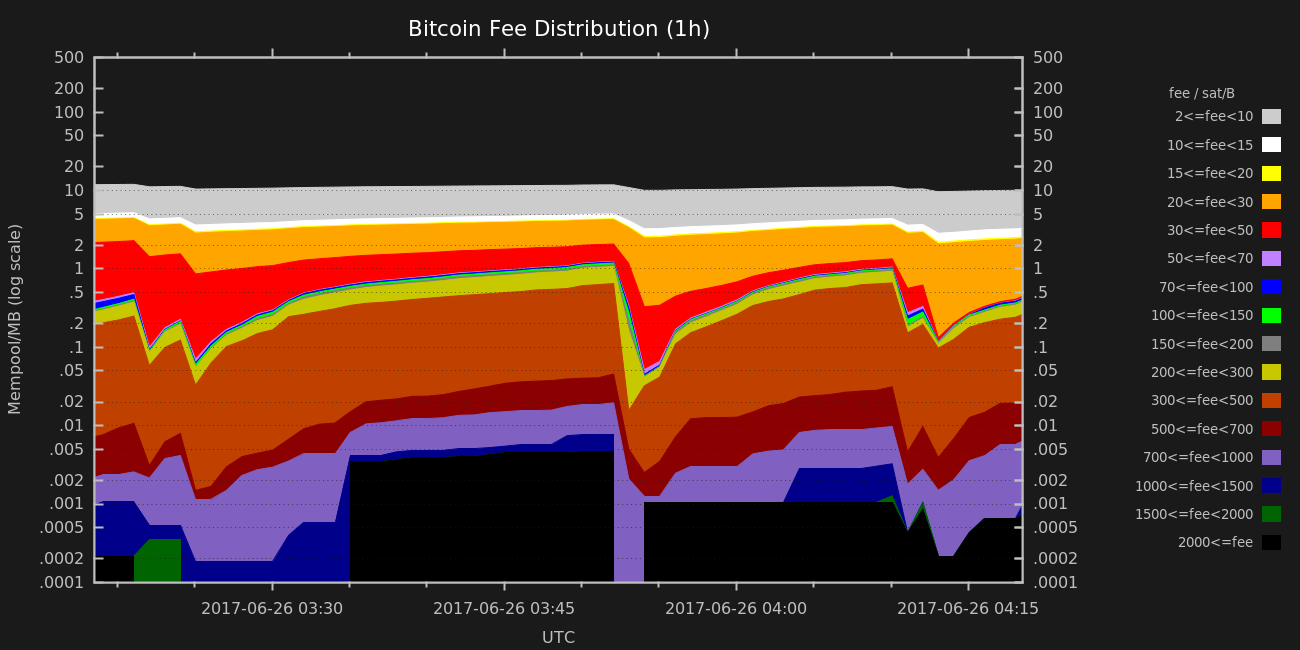 Bitcoin Fee Distribution (1h)
500
200
100
50
20
10
5
2
1
.5
.2
.1
.05
.02
.01
.005
.002
.001
.0005
.0002
.0001
Mempool/MB (log scale)
500
200
100
50
20
10
5
2
1
.5
.2
.1
.05
.02
.01
.005
.002
.001
.0005
.0002
.0001
2017-06-26 03:30
2017-06-26 03:45
2017-06-26 04:00
2017-06-26 04:15
UTC
fee / sat/B
2<=fee<10
10<=fee<15
15<=fee<20
20<=fee<30
30<=fee<50
50<=fee<70
70<=fee<100
100<=fee<150
150<=fee<200
200<=fee<300
300<=fee<500
500<=fee<700
700<=fee<1000
1000<=fee<1500
1500<=fee<2000
2000<=fee